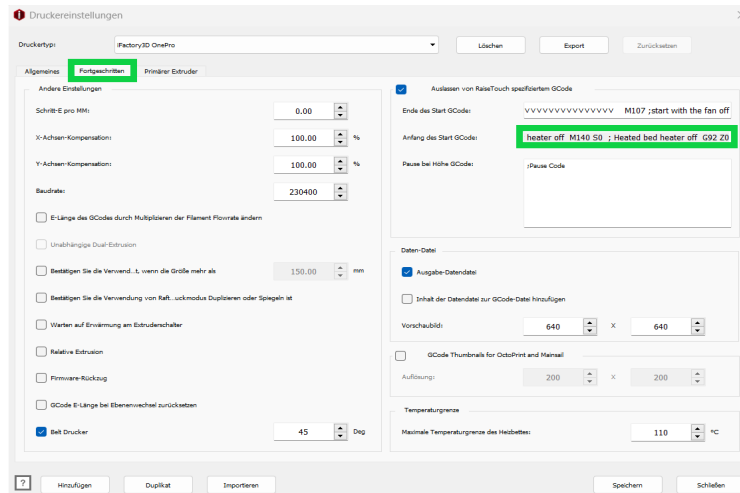 Druckereinstellungen
Druckertyp: iFactory3D OnePro Löschen Export Zurücksetzen
Allgemeines Fortgeschritten Primärer Extruder
Andere Einstellungen
Schritt-E pro MM: 0.00
X-Achsen-Kompensation: 100.00 %
Y-Achsen-Kompensation: 100.00 %
Baudrate: 230400
E-Länge des GCodes durch Multiplizieren der Filament Flowrate ändern
Unabhängige Dual-Extrusion
Bestätigen Sie die Verwend...t, wenn die Größe mehr als 150.00 mm
Bestätigen Sie die Verwendung von Raft...uckmodus Duplizieren oder Spiegeln ist
Warten auf Erwärmung am Extruderschalter
Relative Extrusion
Firmware-Rückzug
GCode E-Länge bei Ebenenwechsel zurücksetzen
Belt Drucker 45 Deg
Auslassen von RaiseTouch spezifiziertem GCode
Ende des Start GCode: vvvvvvvvvvvvvvv M107 ;start with the fan off
Anfang des Start GCode: heater off M140 S0 ; Heated bed heater off G92 Z0
Pause bei Höhe GCode: ;Pause Code
Daten-Datei
Ausgabe-Datendatei
Inhalt der Datendatei zur GCode-Datei hinzufügen
Vorschaubild: 640 X 640
GCode Thumbnails for OctoPrint and Mainsail
Auflösung: 200 X 200
Temperaturgrenze
Maximale Temperaturgrenze des Heizbettes: 110 °C
? Hinzufügen Duplikat Importieren Speichern Schließen